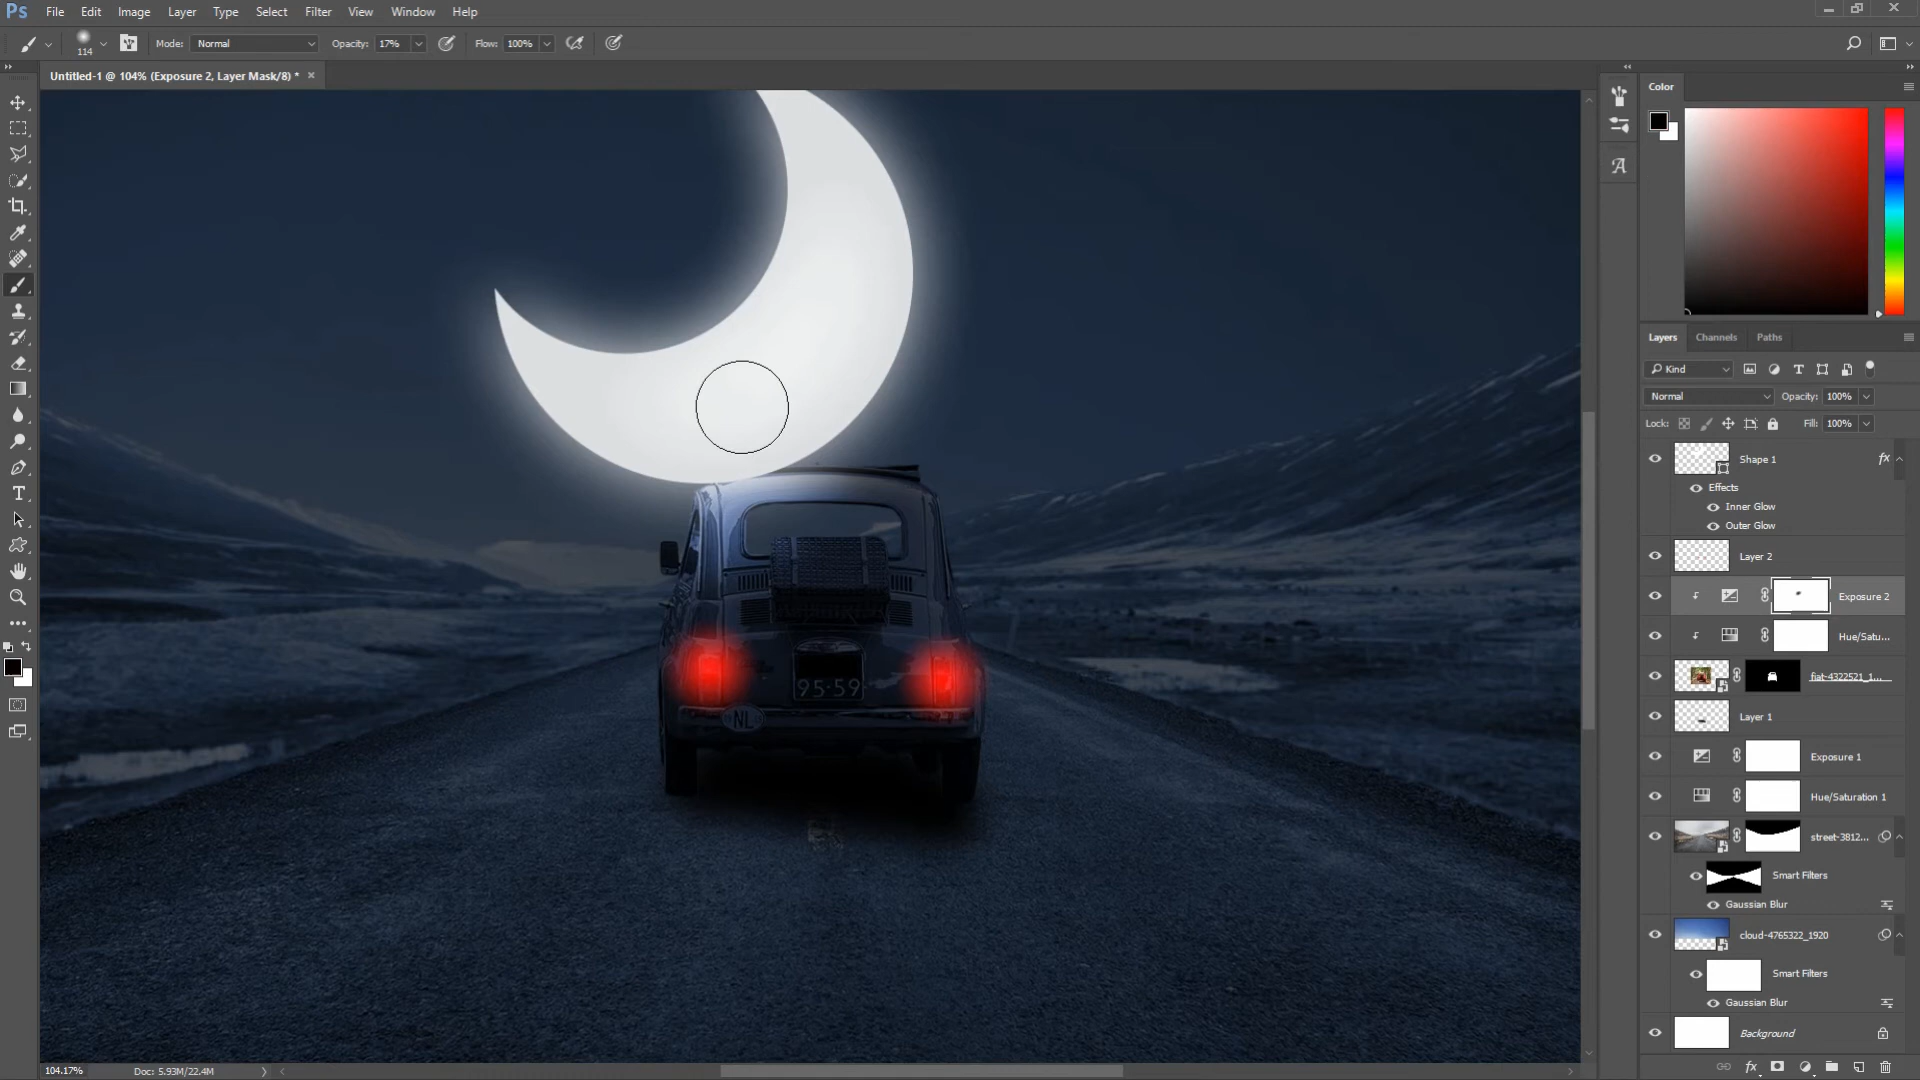 Ps File Edit Image Layer Type Select Filter View Window Help
114 Mode: Normal Opacity: 17% Flow: 100%
Untitled-1 @ 104% (Exposure 2, Layer Mask/8) * ×
Color
Layers Channels Paths
Kind
Normal Opacity: 100%
Lock: Fill: 100%
Shape 1 fx
Effects
Inner Glow
Outer Glow
Layer 2
Exposure 2
Hue/Satu...
fiat-4322521_1...
Layer 1
Exposure 1
Hue/Saturation 1
street-3812...
Smart Filters
Gaussian Blur
cloud-4765322_1920
Smart Filters
Gaussian Blur
Background
95-59
NL
104.17% Doc: 5.93M/22.4M
fx